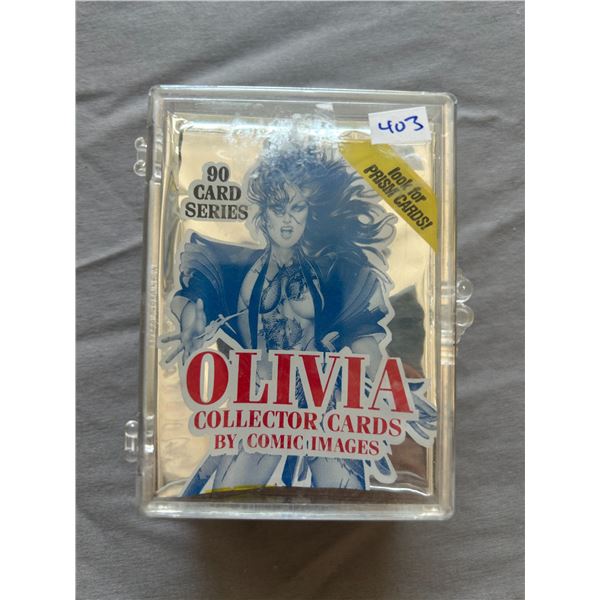 403
look for
PRISM CARDS!
90
CARD
SERIES
OLIVIA
COLLECTOR CARDS
BY COMIC IMAGES